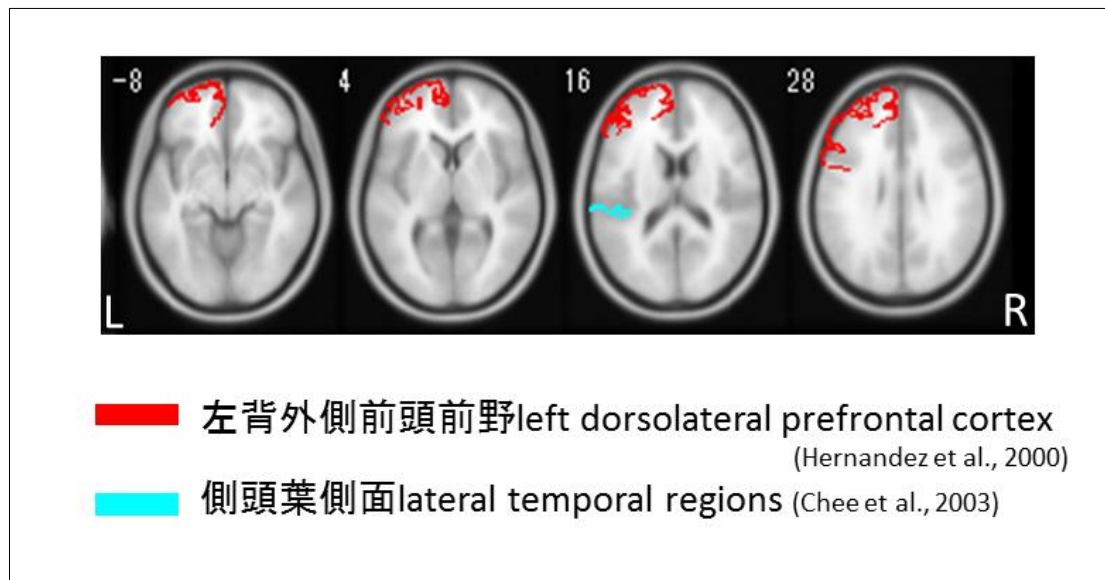 -8 4 16 28
L R
左背外側前頭前野left dorsolateral prefrontal cortex
(Hernandez et al., 2000)
側頭葉側面lateral temporal regions (Chee et al., 2003)